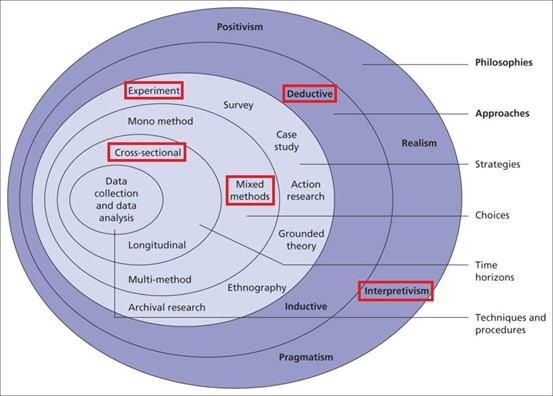 Positivism
Philosophies
Experiment
Deductive
Survey
Approaches
Mono method
Case
study
Realism
Cross-sectional
Strategies
Data
collection
and data
analysis
Mixed
methods
Action
research
Choices
Grounded
theory
Longitudinal
Time
horizons
Multi-method
Ethnography
Interpretivism
Archival research
Inductive
Techniques and
procedures
Pragmatism